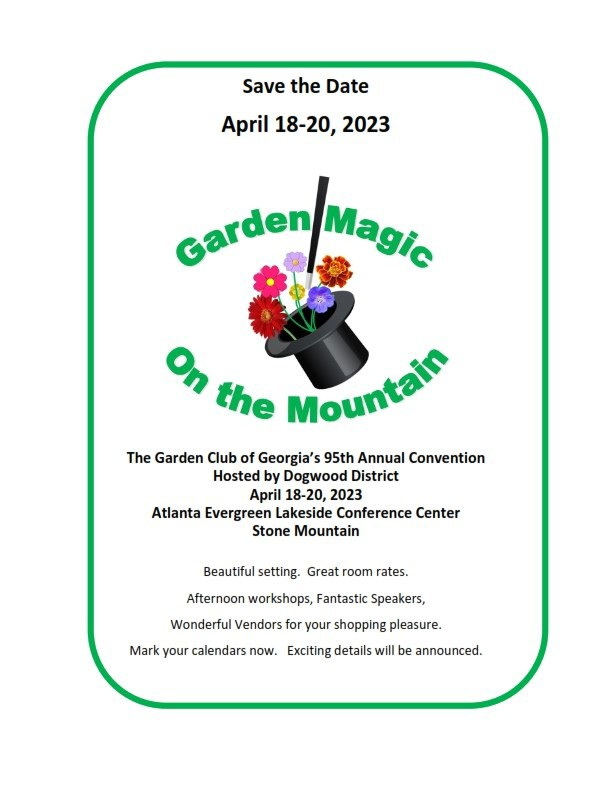 Save the Date
April 18-20, 2023
Garden Magic
On the Mountain
The Garden Club of Georgia’s 95th Annual Convention
Hosted by Dogwood District
April 18-20, 2023
Atlanta Evergreen Lakeside Conference Center
Stone Mountain
Beautiful setting.  Great room rates.
Afternoon workshops, Fantastic Speakers,
Wonderful Vendors for your shopping pleasure.
Mark your calendars now.   Exciting details will be announced.